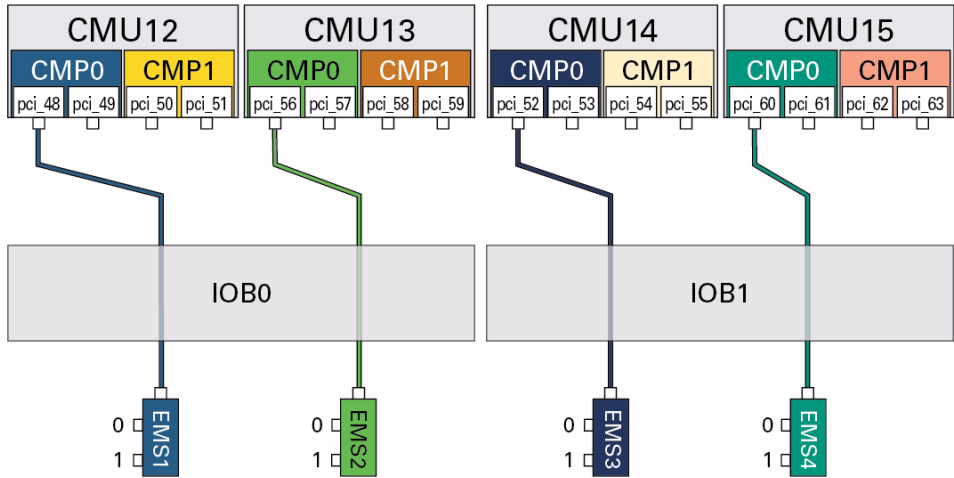 CMU12 CMU13 CMU14 CMU15
CMP0 CMP1 CMP0 CMP1 CMP0 CMP1 CMP0 CMP1
pci_48 pci_49 pci_50 pci_51 pci_56 pci_57 pci_58 pci_59 pci_52 pci_53 pci_54 pci_55 pci_60 pci_61 pci_62 pci_63
IOB0 IOB1
EMS1 EMS2 EMS3 EMS4
0 0 0 0
1 1 1 1